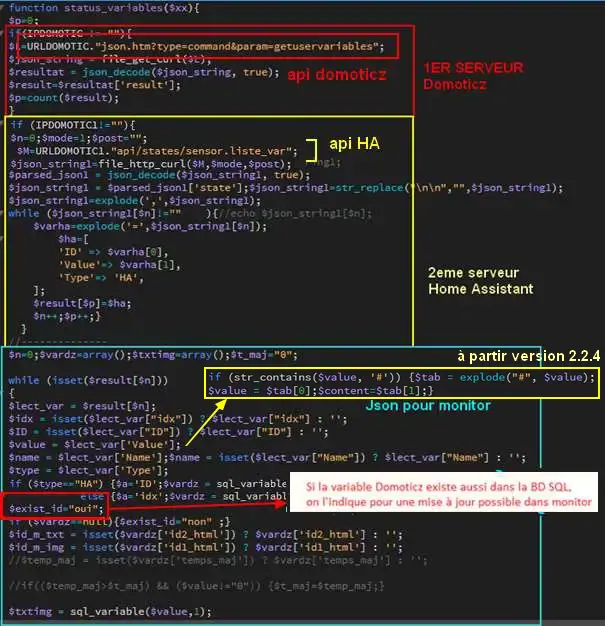 function status_variables($xx){
$p=0;
if(IPDOMOTIC != ""){
$L=URLDOMOTIC."json.htm?type=command&param=getuservariables";
$json_string = file_get_curl($L);
$resultat = json_decode($json_string, true);
$result=$resultat['result'];
$p=count($result);
}
api domoticz
1ER SERVEUR
Domoticz
if (IPDOMOTIC1!=""){
$n=0;$mode=1;$post="";
$M=URLDOMOTIC1."api/states/sensor.liste_var";
$json_string1=file_http_curl($M,$mode,$post);
$parsed_json1 = json_decode($json_string1, true);
$json_string1 = $parsed_json1['state'];$json_string1=str_replace("\n\n","",$json_string1);
$json_string1=explode(',',$json_string1);
while ($json_string1[$n]!="" ){//echo $json_string1[$n];
$varha=explode('=',$json_string1[$n]);
$ha=[
'ID' => $varha[0],
'Value'=> $varha[1],
'Type'=> 'HA',
];
$result[$p]=$ha;
$n++;$p++;}
}
api HA
2eme serveur
Home Assistant
//--------------
$n=0;$vardz=array();$txtimg=array();$t_maj="0";
à partir version 2.2.4
if (str_contains($value, '#')) {$tab = explode("#", $value);
$value = $tab[0];$content=$tab[1];}
Json pour monitor
while (isset($result[$n]))
{
$lect_var = $result[$n];
$idx = isset($lect_var["idx"]) ? $lect_var["idx"] : '';
$ID = isset($lect_var["ID"]) ? $lect_var["ID"] : '';
$value = $lect_var['Value'];
$name = $lect_var['Name'];$name = isset($lect_var["Name"]) ? $lect_var["Name"] : '';
$type = $lect_var['Type'];
if ($type=="HA") {$a='ID';$vardz = sql_variable
else {$a='idx';$vardz = sql_variab
$exist_id="oui";
Si la variable Domoticz existe aussi dans la BD SQL,
on l'indique pour une mise à jour possible dans monitor
if ($vardz==null){$exist_id="non" ;}
$id_m_txt = isset($vardz['id2_html']) ? $vardz['id2_html'] : '';
$id_m_img = isset($vardz['id1_html']) ? $vardz['id1_html'] : '';
//$temp_maj = isset($vardz['temps_maj']) ? $vardz['temps_maj'] : '';
//if(($temp_maj>$t_maj) && ($value!="0")) {$t_maj=$temp_maj;}
$txtimg = sql_variable($value,1);